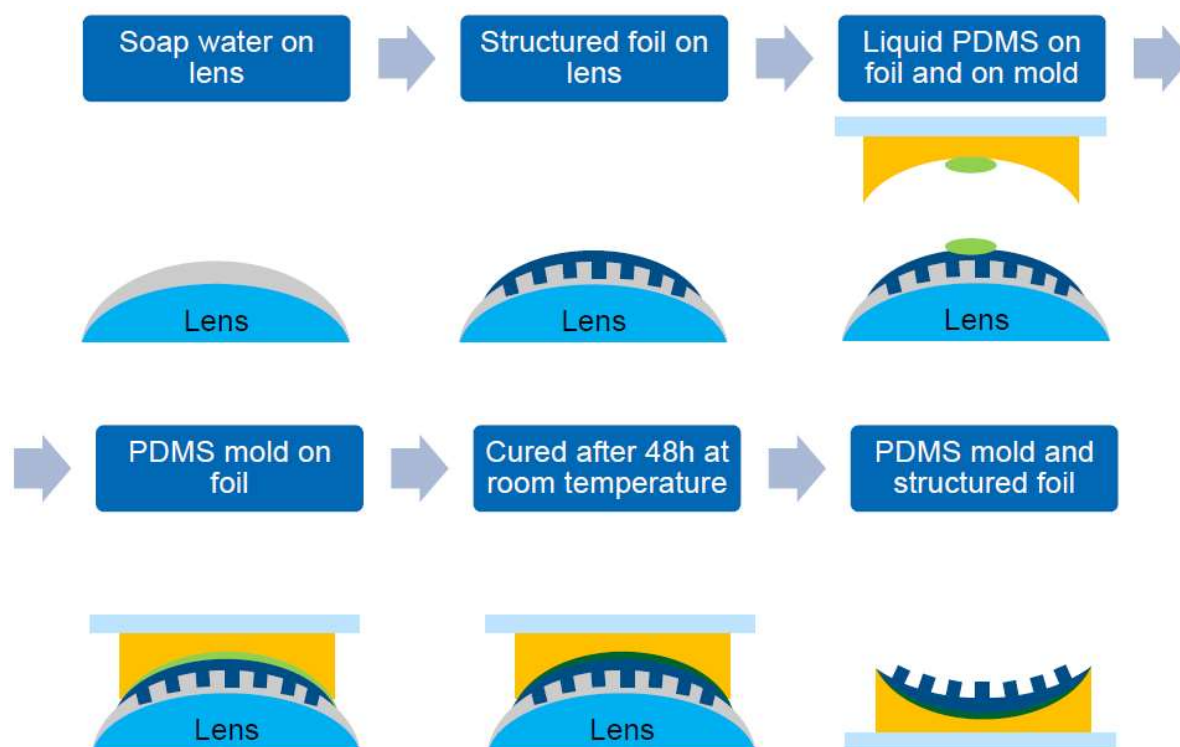 Soap water on
lens
Structured foil on
lens
Liquid PDMS on
foil and on mold
Lens
Lens
Lens
PDMS mold on
foil
Cured after 48h at
room temperature
PDMS mold and
structured foil
Lens
Lens